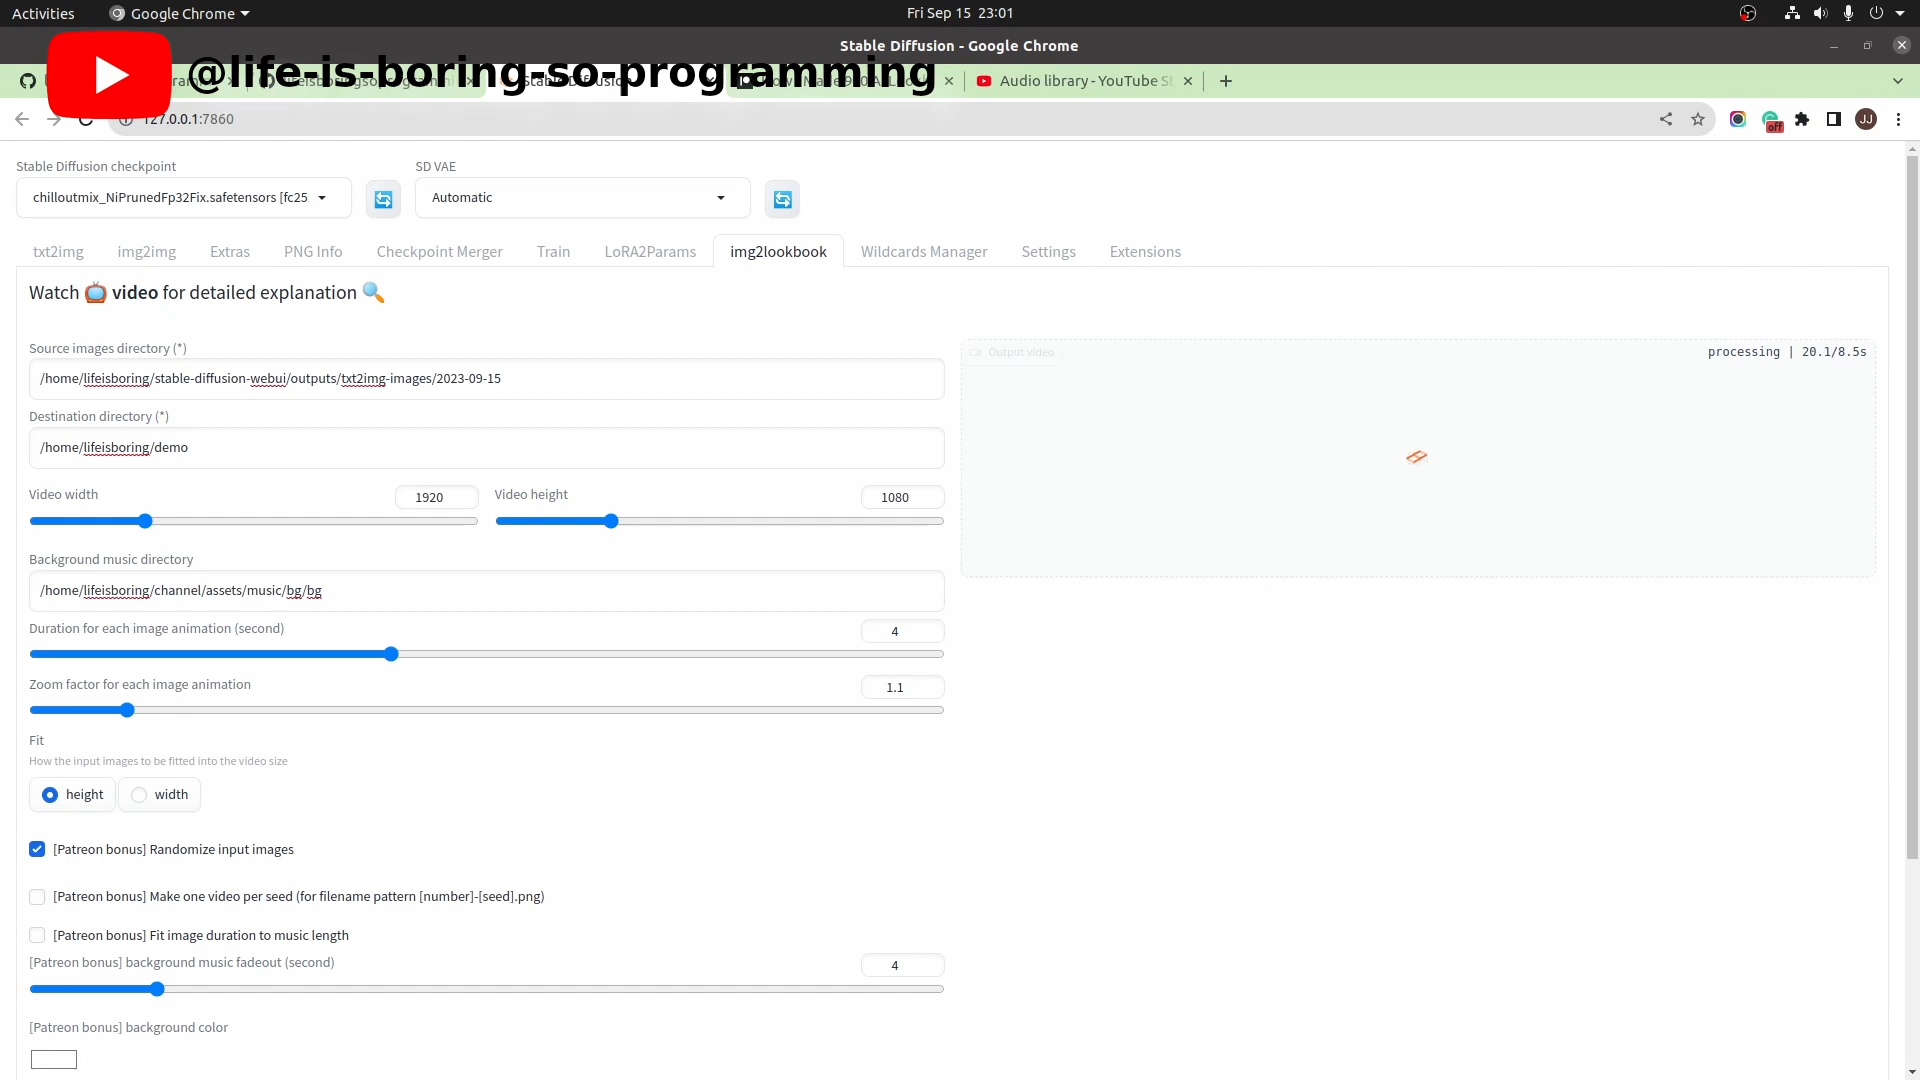 Activities
Google Chrome
Fri Sep 15 23:01
Stable Diffusion - Google Chrome
@life-is-boring-so-programming
Audio library - YouTube St
127.0.0.1:7860
off
JJ
Stable Diffusion checkpoint
SD VAE
chilloutmix_NiPrunedFp32Fix.safetensors [fc25
Automatic
txt2img
img2img
Extras
PNG Info
Checkpoint Merger
Train
LoRA2Params
img2lookbook
Wildcards Manager
Settings
Extensions
Watch 📺 video for detailed explanation 🔍
Source images directory (*)
Output video
processing | 20.1/8.5s
/home/lifeisboring/stable-diffusion-webui/outputs/txt2img-images/2023-09-15
Destination directory (*)
/home/lifeisboring/demo
Video width
1920
Video height
1080
Background music directory
/home/lifeisboring/channel/assets/music/bg/bg
Duration for each image animation (second)
4
Zoom factor for each image animation
1.1
Fit
How the input images to be fitted into the video size
height
width
[Patreon bonus] Randomize input images
[Patreon bonus] Make one video per seed (for filename pattern [number]-[seed].png)
[Patreon bonus] Fit image duration to music length
[Patreon bonus] background music fadeout (second)
4
[Patreon bonus] background color